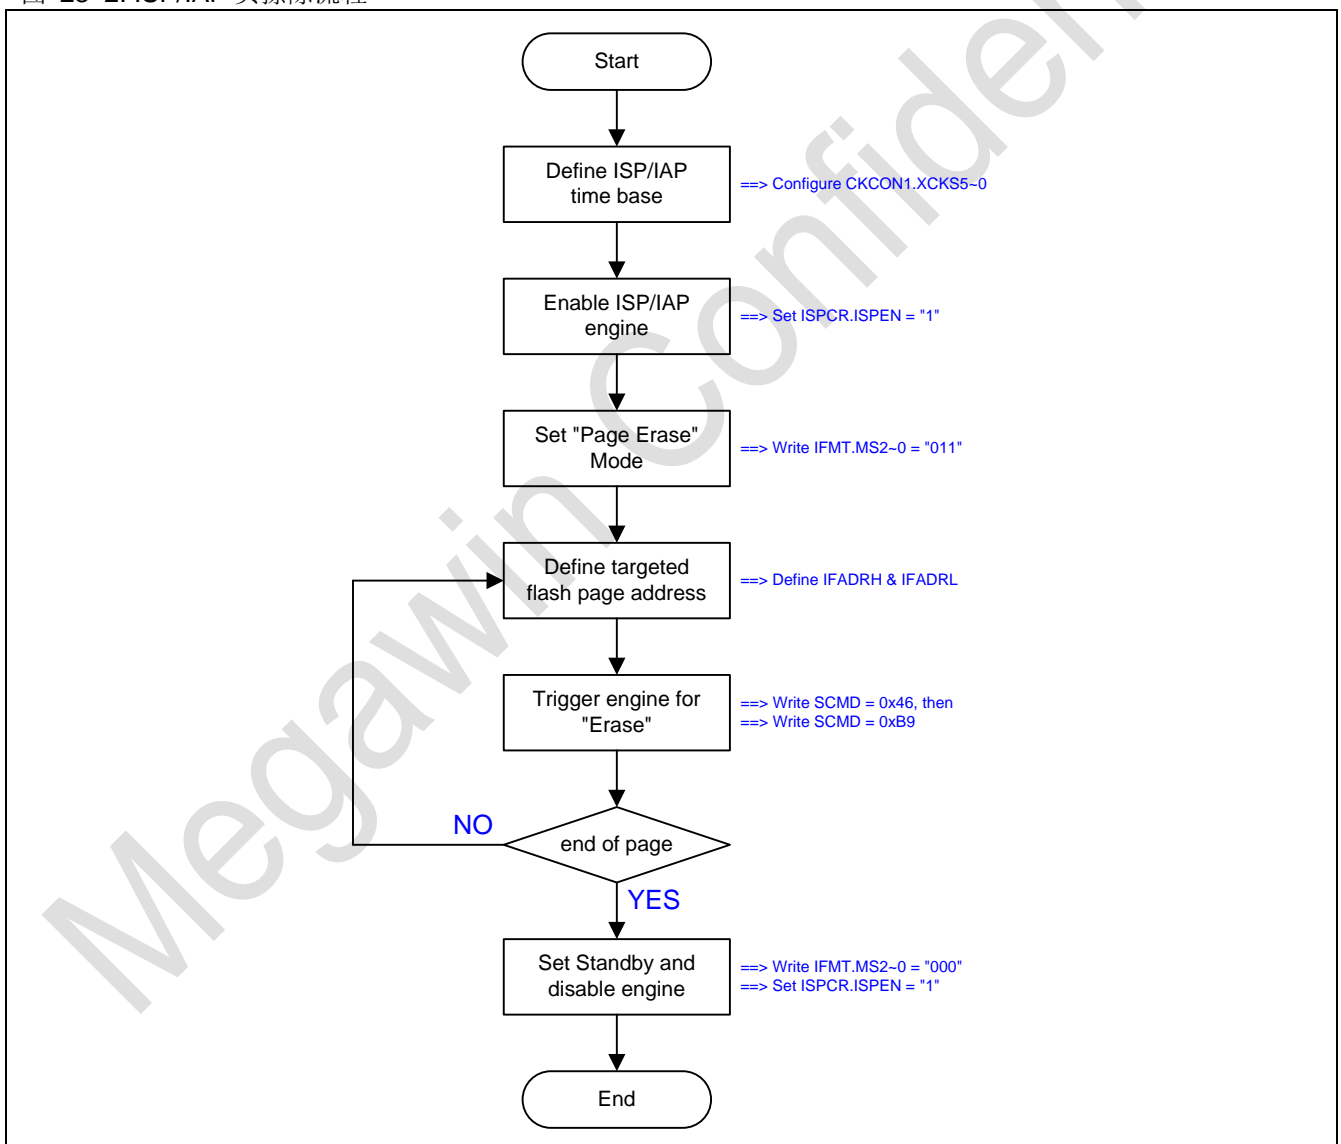 Start
Define ISP/IAP
time base
==> Configure CKCON1.XCKS5~0
Enable ISP/IAP
engine
==> Set ISPCR.ISPEN = "1"
Set "Page Erase"
Mode
==> Write IFMT.MS2~0 = "011"
Define targeted
flash page address
==> Define IFADRH & IFADRL
Trigger engine for
"Erase"
==> Write SCMD = 0x46, then
==> Write SCMD = 0xB9
end of page
NO
YES
Set Standby and
disable engine
==> Write IFMT.MS2~0 = "000"
==> Set ISPCR.ISPEN = "1"
End
Megawin